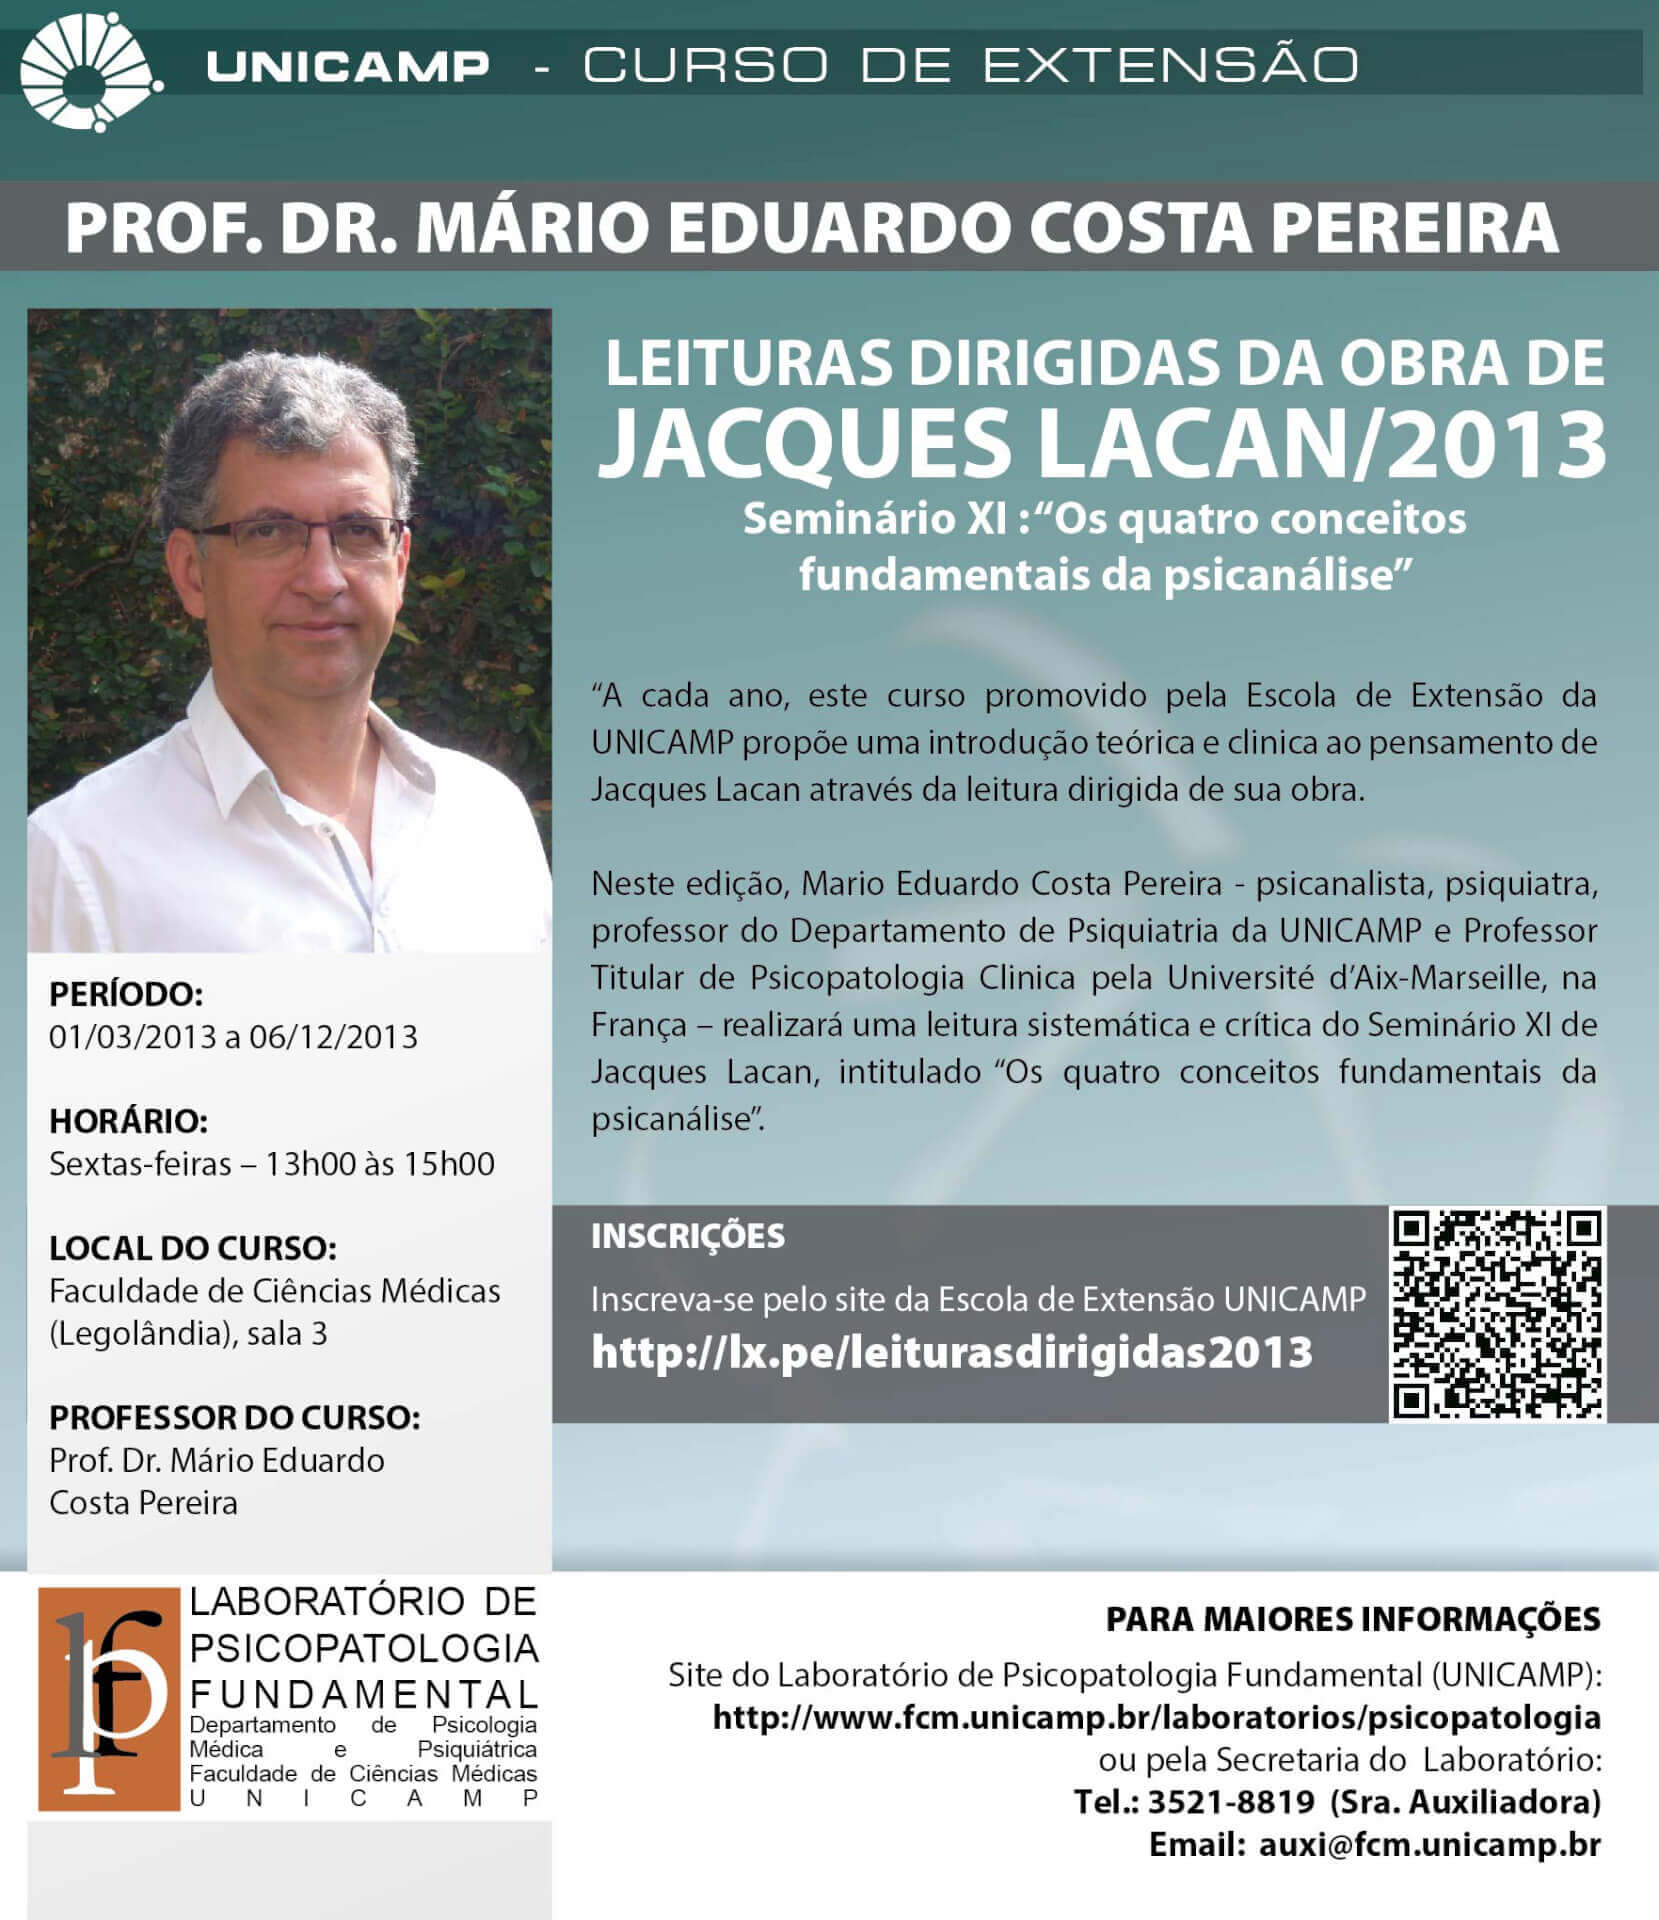 UNICAMP - CURSO DE EXTENSÃO
PROF. DR. MÁRIO EDUARDO COSTA PEREIRA
LEITURAS DIRIGIDAS DA OBRA DE
JACQUES LACAN/2013
Seminário XI :“Os quatro conceitos
fundamentais da psicanálise”
“A cada ano, este curso promovido pela Escola de Extensão da
UNICAMP propõe uma introdução teórica e clinica ao pensamento de
Jacques Lacan através da leitura dirigida de sua obra.
Neste edição, Mario Eduardo Costa Pereira - psicanalista, psiquiatra,
professor do Departamento de Psiquiatria da UNICAMP e Professor
Titular de Psicopatologia Clinica pela Université d’Aix-Marseille, na
França – realizará uma leitura sistemática e crítica do Seminário XI de
Jacques Lacan, intitulado “Os quatro conceitos fundamentais da
psicanálise”.
PERÍODO:
01/03/2013 a 06/12/2013
HORÁRIO:
Sextas-feiras – 13h00 às 15h00
LOCAL DO CURSO:
Faculdade de Ciências Médicas
(Legolândia), sala 3
PROFESSOR DO CURSO:
Prof. Dr. Mário Eduardo
Costa Pereira
INSCRIÇÕES
Inscreva-se pelo site da Escola de Extensão UNICAMP
http://lx.pe/leiturasdirigidas2013
pf
LABORATÓRIO DE
PSICOPATOLOGIA
FUNDAMENTAL
Departamento de Psicologia
Médica e Psiquiátrica
Faculdade de Ciências Médicas
UNICAMP
PARA MAIORES INFORMAÇÕES
Site do Laboratório de Psicopatologia Fundamental (UNICAMP):
http://www.fcm.unicamp.br/laboratorios/psicopatologia
ou pela Secretaria do Laboratório:
Tel.: 3521-8819 (Sra. Auxiliadora)
Email: auxi@fcm.unicamp.br